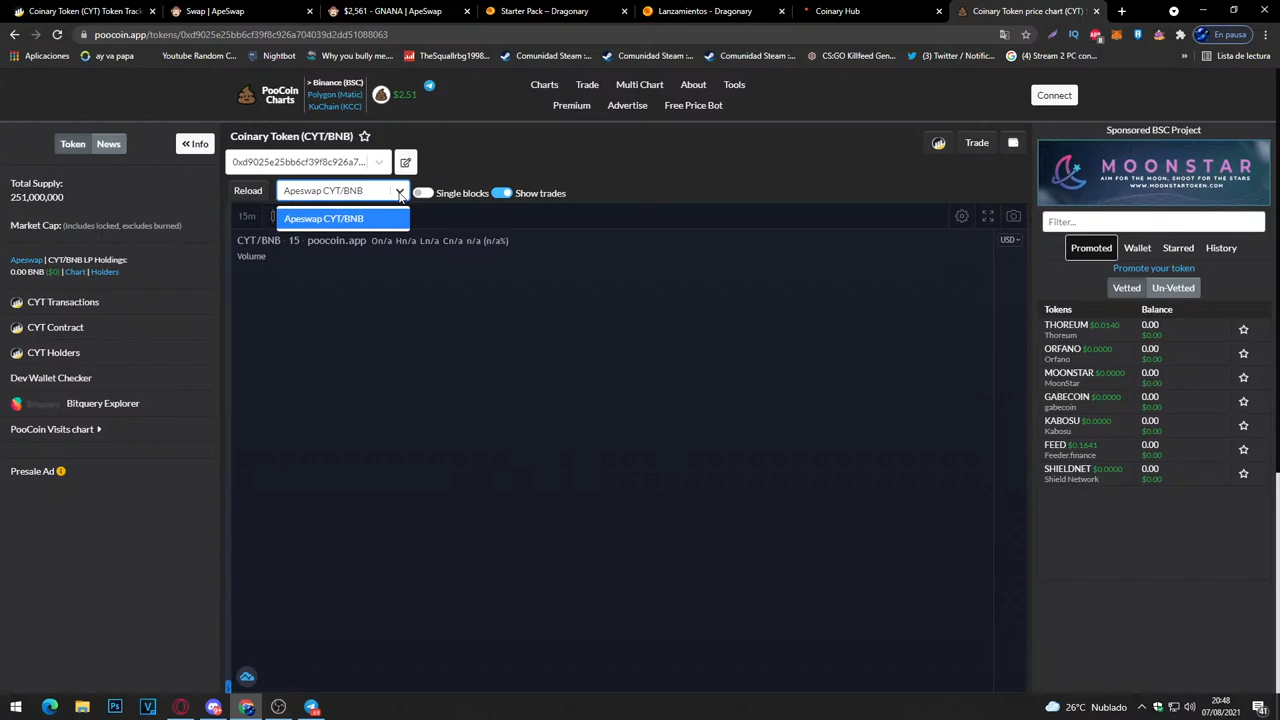 Coinary Token (CYT) Token Track
Swap | ApeSwap
$2,561 - GNANA | ApeSwap
Starter Pack – Dragonary
Lanzamientos – Dragonary
Coinary Hub
Coinary Token price chart (CYT)
poocoin.app/tokens/0xd9025e25bb6cf39f8c926a704039d2dd51088063
En pausa
Aplicaciones
ay va papa
Youtube Random C...
Nightbot
Why you bully me...
TheSquillrbg1998...
Comunidad Steam :...
Comunidad Steam :...
Comunidad Steam :...
CS:GO Killfeed Gen...
(3) Twitter / Notific...
(4) Stream 2 PC con...
Lista de lectura
PooCoin
Charts
> Binance (BSC)
Polygon (Matic)
KuChain (KCC)
$2.51
Charts
Trade
Multi Chart
About
Tools
Premium
Advertise
Free Price Bot
Connect
Token
News
Info
Coinary Token (CYT/BNB)
Trade
Sponsored BSC Project
MOONSTAR
AIM FOR THE MOON, SHOOT FOR THE STARS
WWW.MOONSTARTOKEN.COM
0xd9025e25bb6cf39f8c926a7...
Total Supply:
251,000,000
Reload
Apeswap CYT/BNB
Single blocks
Show trades
Market Cap: (Includes locked, excludes burned)
15m
Apeswap CYT/BNB
Filter...
CYT/BNB · 15 · poocoin.app On/a Hn/a Ln/a Cn/a n/a (n/a%)
USD
Volume
Promoted
Wallet
Starred
History
Apeswap | CYT/BNB LP Holdings:
0.00 BNB ($0) | Chart | Holders
Promote your token
Vetted
Un-Vetted
CYT Transactions
CYT Contract
CYT Holders
Dev Wallet Checker
Bitquery
Bitquery Explorer
PooCoin Visits chart
Presale Ad
Tokens
Balance
THOREUM $0.0140
0.00
Thoreum
$0.00
ORFANO $0.0000
0.00
Orfano
$0.00
MOONSTAR $0.0000
0.00
MoonStar
$0.00
GABECOIN $0.0000
0.00
gabecoin
$0.00
KABOSU $0.0000
0.00
Kabosu
$0.00
FEED $0.1641
0.00
Feeder.finance
$0.00
SHIELDNET $0.0000
0.00
Shield Network
$0.00
26°C Nublado
20:48
07/08/2021